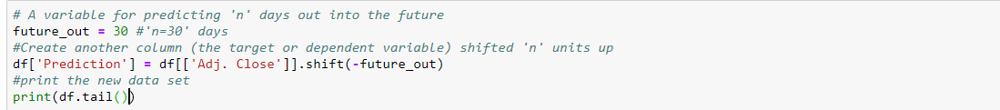 # A variable for predicting 'n' days out into the future
future_out = 30 #'n=30' days
#Create another column (the target or dependent variable) shifted 'n' units up
df['Prediction'] = df[['Adj. Close']].shift(-future_out)
#print the new data set
print(df.tail())